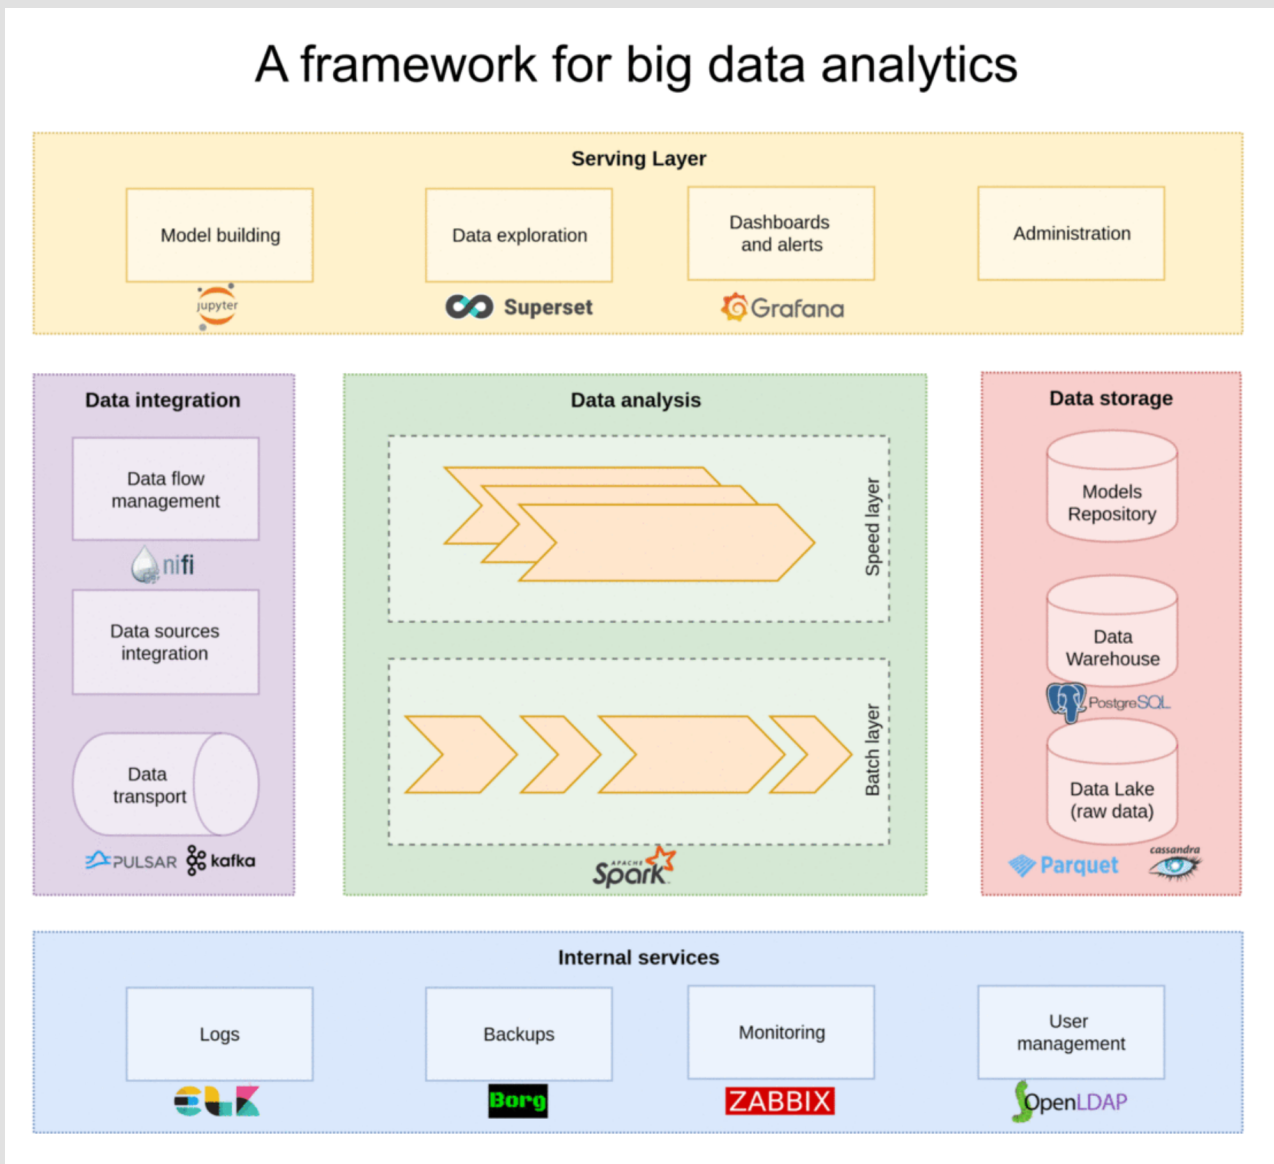 A framework for big data analytics
Serving Layer
Model building
Data exploration
Dashboards
and alerts
Administration
jupyter
Superset
Grafana
Data integration
Data flow
management
nifi
Data sources
integration
Data
transport
PULSAR
kafka
Data analysis
Speed layer
Batch layer
APACHE
Spark
Data storage
Models
Repository
Data
Warehouse
PostgreSQL
Data Lake
(raw data)
Parquet
cassandra
Internal services
Logs
Backups
Monitoring
User
management
ELK
Borg
ZABBIX
OpenLDAP